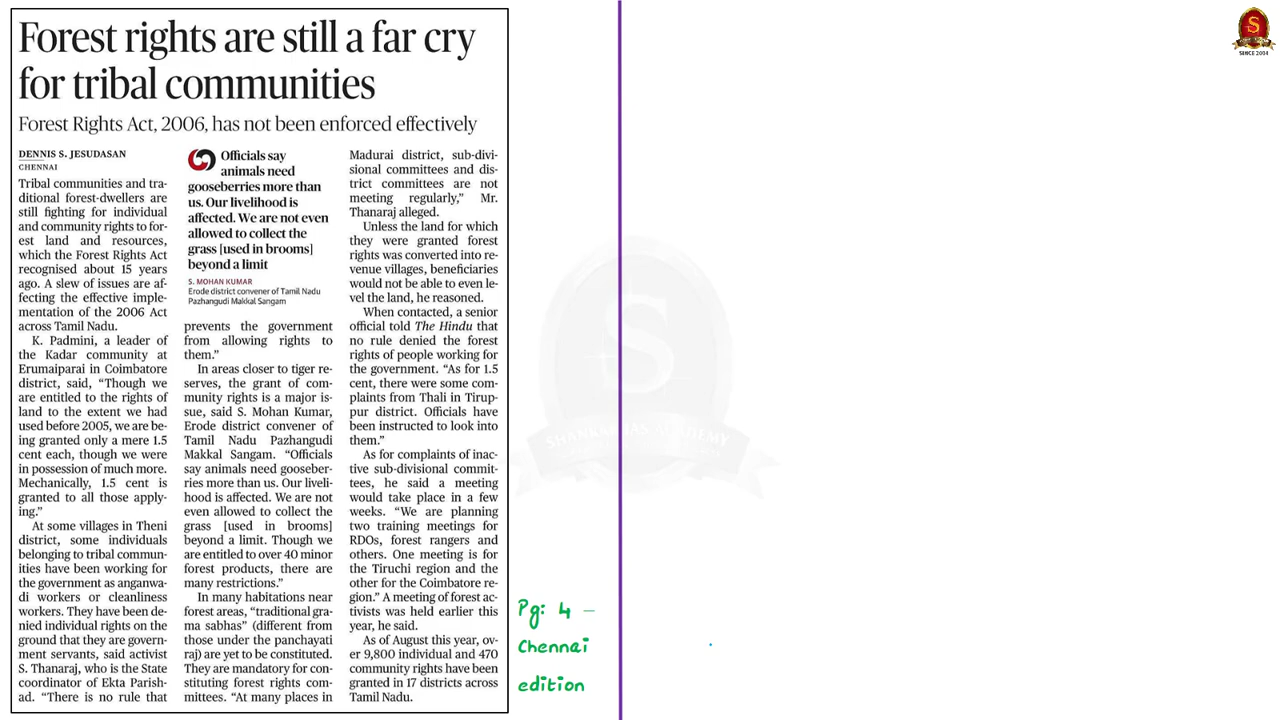 Forest rights are still a far cry
for tribal communities
Forest Rights Act, 2006, has not been enforced effectively
DENNIS S. JESUDASAN
CHENNAI
Tribal communities and tra-
ditional forest-dwellers are
still fighting for individual
and community rights to for-
est land and resources,
which the Forest Rights Act
recognised about 15 years
ago. A slew of issues are af-
fecting the effective imple-
mentation of the 2006 Act
across Tamil Nadu.
K. Padmini, a leader of
the Kadar community at
Erumaiparai in Coimbatore
district, said, “Though we
are entitled to the rights of
land to the extent we had
used before 2005, we are be-
ing granted only a mere 1.5
cent each, though we were
in possession of much more.
Mechanically, 1.5 cent is
granted to all those apply-
ing.”
At some villages in Theni
district, some individuals
belonging to tribal commun-
ities have been working for
the government as anganwa-
di workers or cleanliness
workers. They have been de-
nied individual rights on the
ground that they are govern-
ment servants, said activist
S. Thanaraj, who is the State
coordinator of Ekta Parish-
ad. “There is no rule that
Officials say
animals need
gooseberries more than
us. Our livelihood is
affected. We are not even
allowed to collect the
grass [used in brooms]
beyond a limit
S. MOHAN KUMAR
Erode district convener of Tamil Nadu
Pazhangudi Makkal Sangam
prevents the government
from allowing rights to
them.”
In areas closer to tiger re-
serves, the grant of com-
munity rights is a major is-
sue, said S. Mohan Kumar,
Erode district convener of
Tamil Nadu Pazhangudi
Makkal Sangam. “Officials
say animals need gooseber-
ries more than us. Our liveli-
hood is affected. We are not
even allowed to collect the
grass [used in brooms]
beyond a limit. Though we
are entitled to over 40 minor
forest products, there are
many restrictions.”
In many habitations near
forest areas, “traditional gra-
ma sabhas” (different from
those under the panchayati
raj) are yet to be constituted.
They are mandatory for con-
stituting forest rights com-
mittees. “At many places in
Madurai district, sub-divi-
sional committees and dis-
trict committees are not
meeting regularly,” Mr.
Thanaraj alleged.
Unless the land for which
they were granted forest
rights was converted into re-
venue villages, beneficiaries
would not be able to even le-
vel the land, he reasoned.
When contacted, a senior
official told The Hindu that
no rule denied the forest
rights of people working for
the government. “As for 1.5
cent, there were some com-
plaints from Thali in Tirup-
pur district. Officials have
been instructed to look into
them.”
As for complaints of inac-
tive sub-divisional commit-
tees, he said a meeting
would take place in a few
weeks. “We are planning
two training meetings for
RDOs, forest rangers and
others. One meeting is for
the Tiruchi region and the
other for the Coimbatore re-
gion.” A meeting of forest ac-
tivists was held earlier this
year, he said.
As of August this year, ov-
er 9,800 individual and 470
community rights have been
granted in 17 districts across
Tamil Nadu.
Pg: 4 –
Chennai
edition
S
SINCE 2004
S
SHANKAR IAS ACADEMY